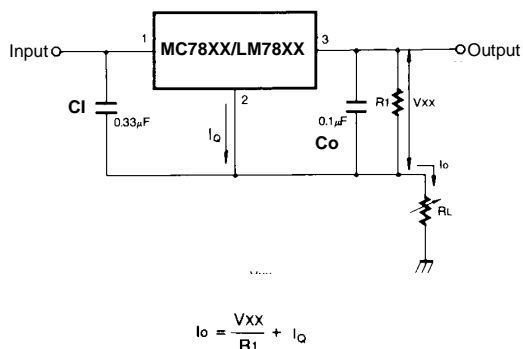 Input
1
MC78XX/LM78XX
3
Output
CI
0.33μF
2
IQ
0.1μF
Co
R1
VXX
Io
RL
Io = VXX / R1 + IQ